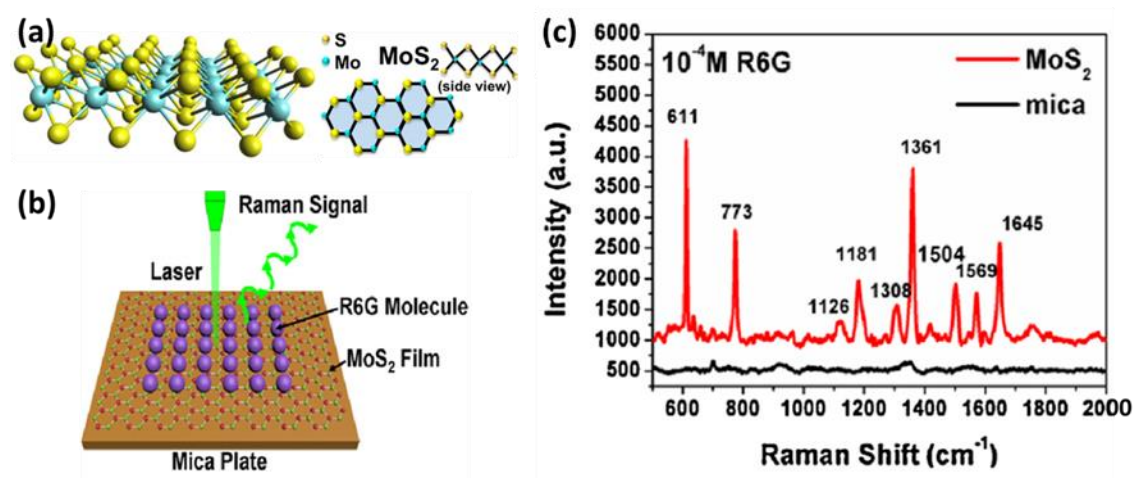 (a)
S
Mo
MoS₂
(side view)
(b)
Raman Signal
Laser
R6G Molecule
MoS₂ Film
Mica Plate
(c)
10⁻⁴M R6G
MoS₂
mica
611
773
1126
1181
1308
1361
1504
1569
1645
Intensity (a.u.)
6000
5500
5000
4500
4000
3500
3000
2500
2000
1500
1000
500
600 800 1000 1200 1400 1600 1800 2000
Raman Shift (cm⁻¹)